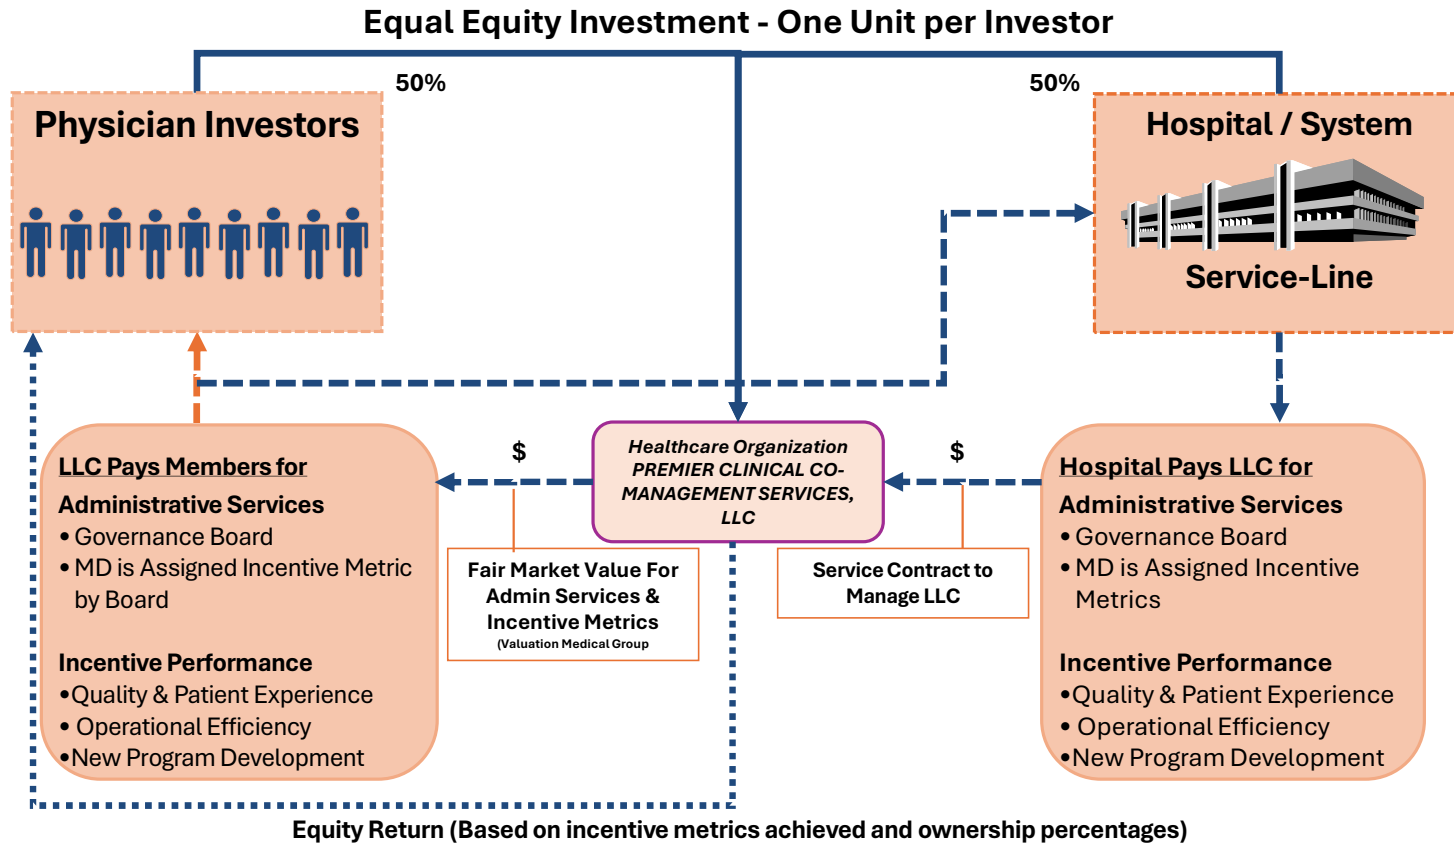 Equal Equity Investment - One Unit per Investor
50%
50%
Physician Investors
Hospital / System
Service-Line
LLC Pays Members for
Administrative Services
• Governance Board
• MD is Assigned Incentive Metric
by Board
Incentive Performance
•Quality & Patient Experience
• Operational Efficiency
•New Program Development
$
Healthcare Organization
PREMIER CLINICAL CO-
MANAGEMENT SERVICES,
LLC
$
Fair Market Value For
Admin Services &
Incentive Metrics
(Valuation Medical Group
Service Contract to
Manage LLC
Hospital Pays LLC for
Administrative Services
• Governance Board
• MD is Assigned Incentive
Metrics
Incentive Performance
•Quality & Patient Experience
• Operational Efficiency
•New Program Development
Equity Return (Based on incentive metrics achieved and ownership percentages)